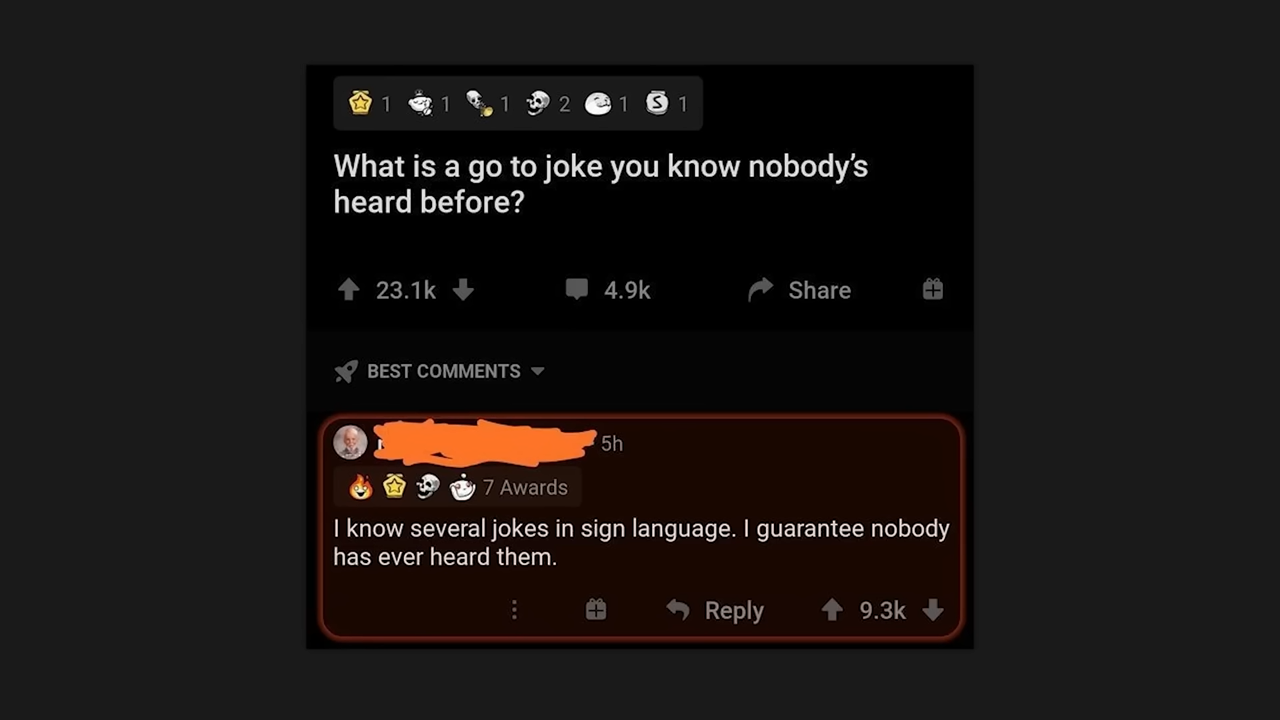 1 1 1 2 1 1
What is a go to joke you know nobody's
heard before?
23.1k 4.9k Share
BEST COMMENTS
5h
7 Awards
I know several jokes in sign language. I guarantee nobody
has ever heard them.
Reply 9.3k